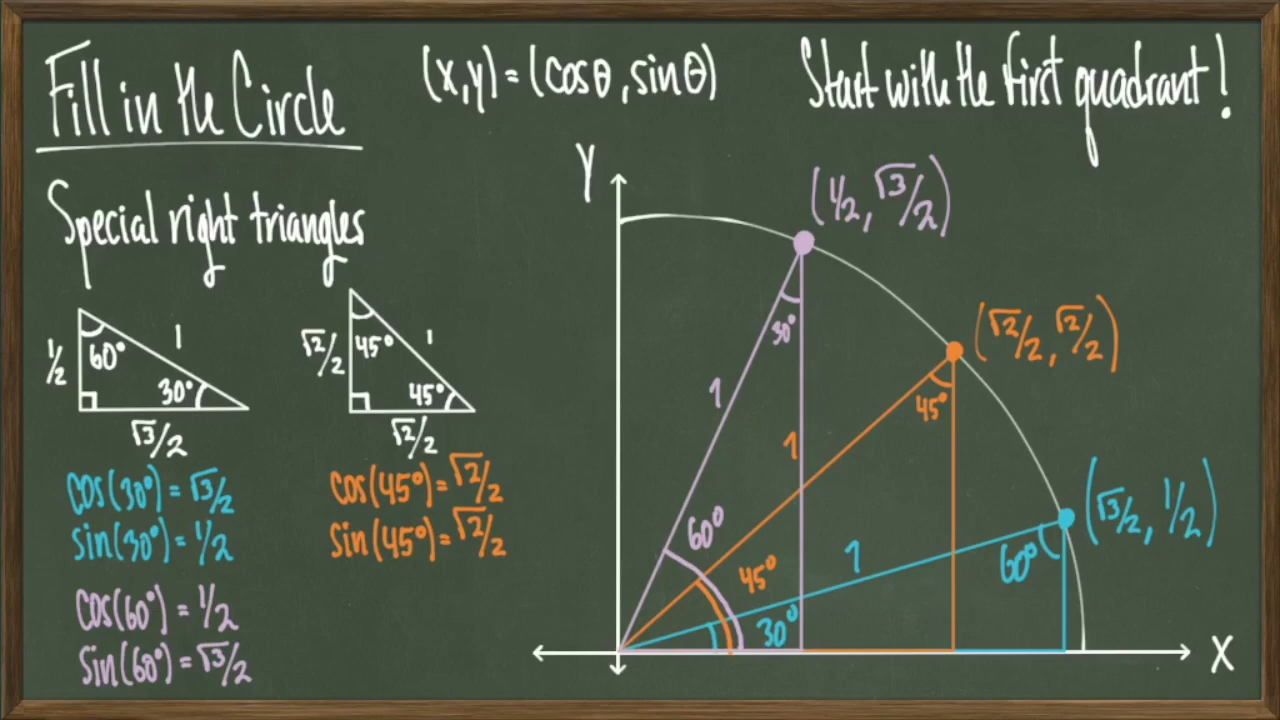 Fill in the Circle
(x,y) = (cosθ, sinθ)
Start with the first quadrant!
Special right triangles
1/2
60°
1
30°
√3/2
√2/2
45°
1
45°
√2/2
cos(30°) = √3/2
sin(30°) = 1/2
cos(60°) = 1/2
sin(60°) = √3/2
cos(45°) = √2/2
sin(45°) = √2/2
Y
(1/2, √3/2)
30°
1
1
60°
(√2/2, √2/2)
45°
45°
(√3/2, 1/2)
1
60°
30°
X